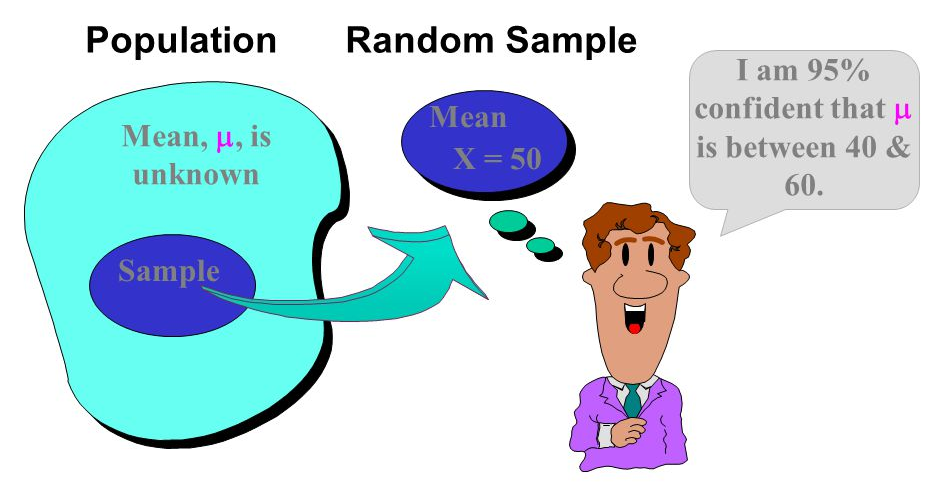 Population
Random Sample
Mean, μ, is
unknown
Sample
Mean
X = 50
I am 95%
confident that μ
is between 40 &
60.